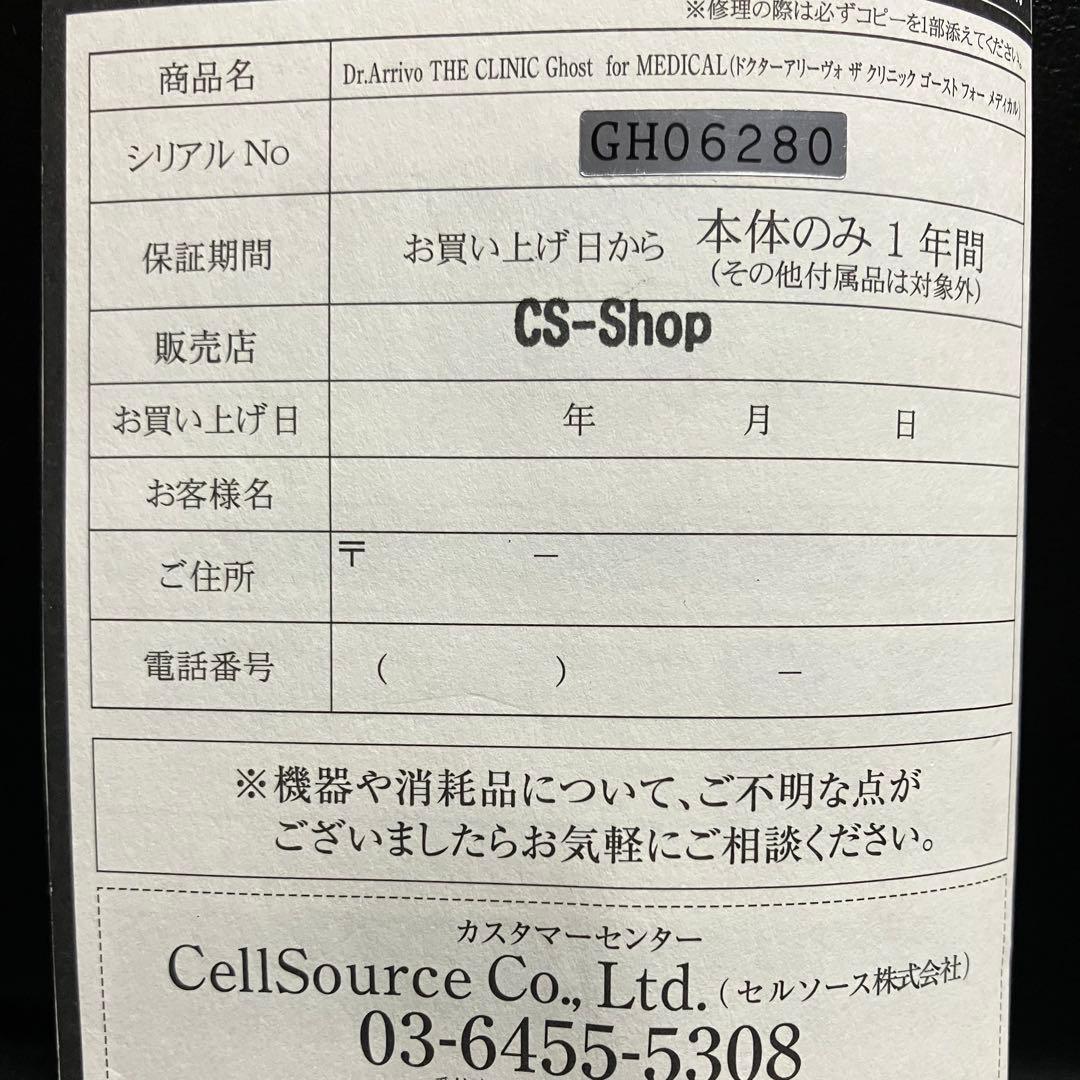 ※修理の際は必ずコピーを1部添えてください。
商品名 Dr.Arrivo THE CLINIC Ghost for MEDICAL(ドクターアリーヴォ ザ クリニック ゴースト フォー メディカル)
シリアル No GH06280
保証期間 お買い上げ日から 本体のみ 1 年間
(その他付属品は対象外)
販売店 CS-Shop
お買い上げ日 年 月 日
お客様名
ご住所 〒 －
電話番号 ( ) －
※機器や消耗品について、ご不明な点が
ございましたらお気軽にご相談ください。
カスタマーセンター
CellSource Co., Ltd.(セルソース株式会社)
03-6455-5308